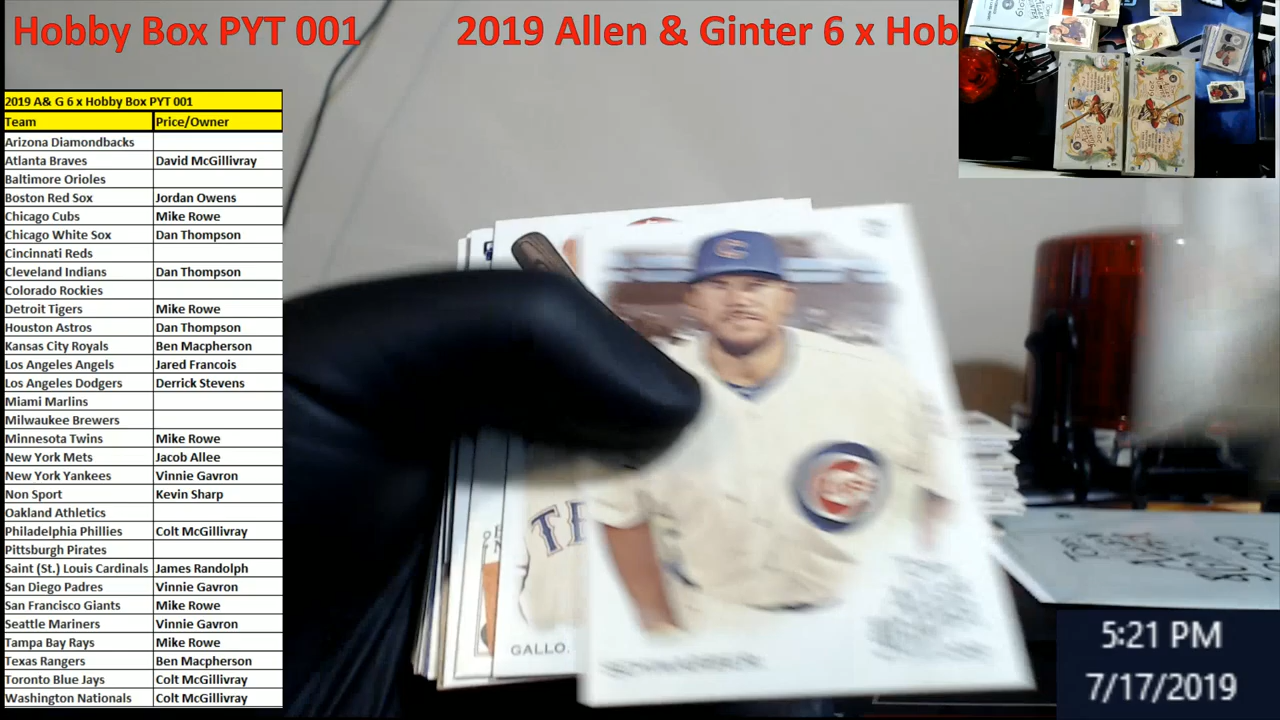 Hobby Box PYT 001 2019 Allen & Ginter 6 x Hob
2019 A& G 6 x Hobby Box PYT 001
Team Price/Owner
Arizona Diamondbacks
Atlanta Braves David McGillivray
Baltimore Orioles
Boston Red Sox Jordan Owens
Chicago Cubs Mike Rowe
Chicago White Sox Dan Thompson
Cincinnati Reds
Cleveland Indians Dan Thompson
Colorado Rockies
Detroit Tigers Mike Rowe
Houston Astros Dan Thompson
Kansas City Royals Ben Macpherson
Los Angeles Angels Jared Francois
Los Angeles Dodgers Derrick Stevens
Miami Marlins
Milwaukee Brewers
Minnesota Twins Mike Rowe
New York Mets Jacob Allee
New York Yankees Vinnie Gavron
Non Sport Kevin Sharp
Oakland Athletics
Philadelphia Phillies Colt McGillivray
Pittsburgh Pirates
Saint (St.) Louis Cardinals James Randolph
San Diego Padres Vinnie Gavron
San Francisco Giants Mike Rowe
Seattle Mariners Vinnie Gavron
Tampa Bay Rays Mike Rowe
Texas Rangers Ben Macpherson
Toronto Blue Jays Colt McGillivray
Washington Nationals Colt McGillivray
C
TE
GALLO.
5:21 PM
7/17/2019